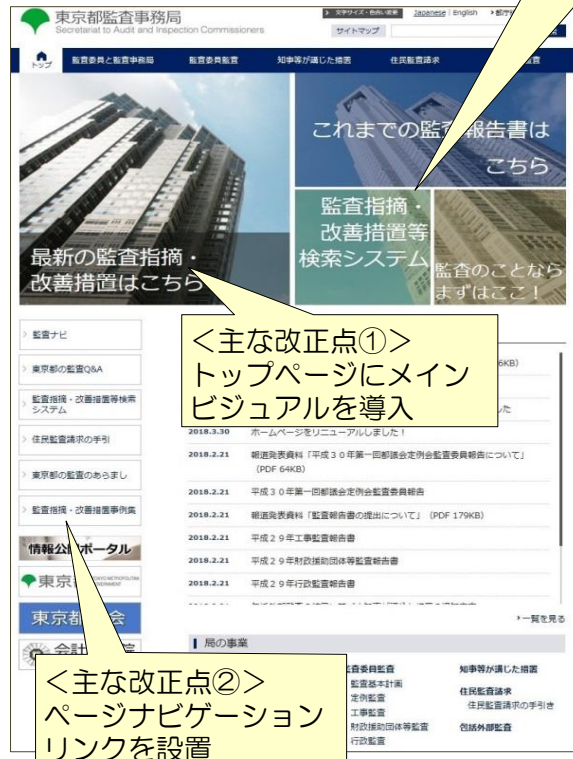 東京都監査事務局
Secretariat to Audit and Inspection Commissioners
文字サイズ・色合い変更
Japanese | English
サイトマップ
トップ
監査委員と監査事務局
監査委員監査
知事等が講じた措置
住民監査請求
これまでの監査報告書は
こちら
監査指摘・
改善措置等
検索システム
最新の監査指摘・
改善措置はこちら
監査のことなら
まずはここ!
<主な改正点①>
トップページにメイン
ビジュアルを導入
監査ナビ
東京都の監査Q&A
監査指摘・改善措置等検索
システム
住民監査請求の手引
東京都の監査のあらまし
監査指摘・改善措置事例集
2018.3.30 ホームページをリニューアルしました!
2018.2.21 報道発表資料「平成30年第一回都議会定例会監査委員報告について」
(PDF 64KB)
2018.2.21 平成30年第一回都議会定例会監査委員報告
2018.2.21 報道発表資料「監査報告書の提出について」 (PDF 179KB)
2018.2.21 平成29年工事監査報告書
2018.2.21 平成29年財政援助団体等監査報告書
2018.2.21 平成29年行政監査報告書
一覧を見る
局の事業
監査委員監査
監査基本計画
定例監査
工事監査
財政援助団体等監査
行政監査
知事等が講じた措置
住民監査請求
住民監査請求の手引き
包括外部監査
<主な改正点②>
ページナビゲーション
リンクを設置